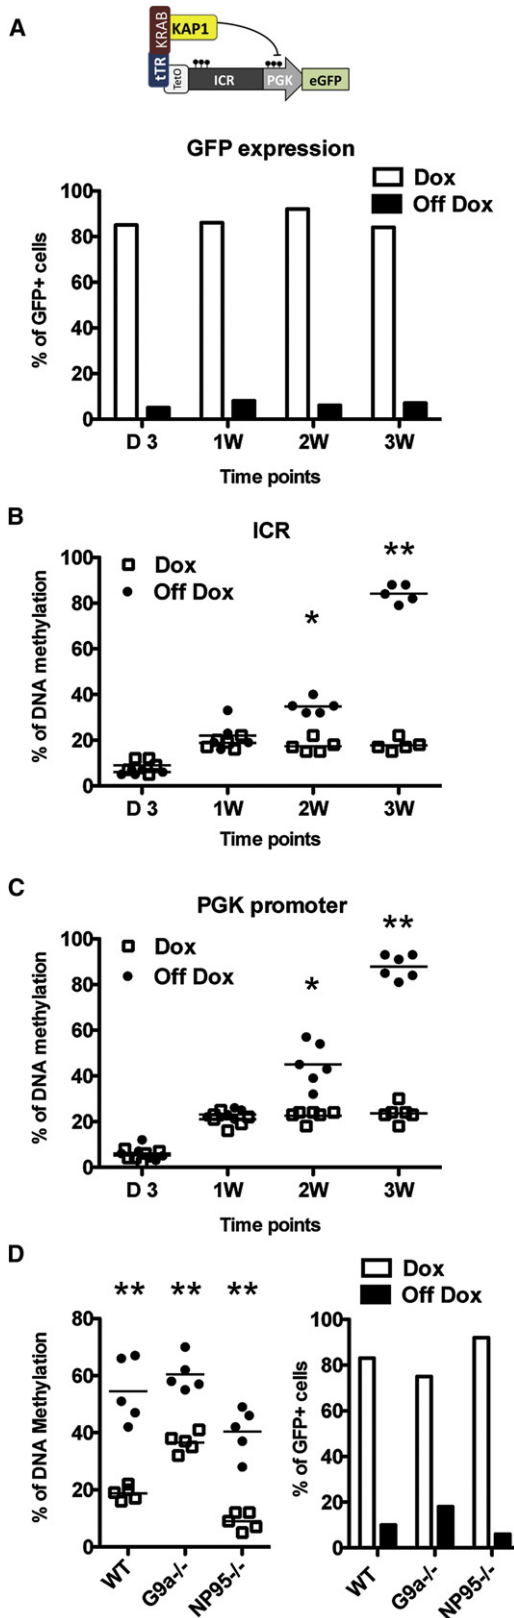 A
KRAB
KAP1
tTR
TetO
ICR
PGK
eGFP
GFP expression
Dox
Off Dox
% of GFP+ cells
100
80
60
40
20
0
D 3
1W
2W
3W
Time points
B
ICR
Dox
Off Dox
% of DNA methylation
100
80
60
40
20
0
*
**
D 3
1W
2W
3W
Time points
C
PGK promoter
Dox
Off Dox
% of DNA methylation
100
80
60
40
20
0
*
**
D 3
1W
2W
3W
Time points
D
** ** **
% of DNA Methylation
80
60
40
20
0
WT
G9a-/-
NP95-/-
Dox
Off Dox
% of GFP+ cells
100
80
60
40
20
0
WT
G9a-/-
NP95-/-